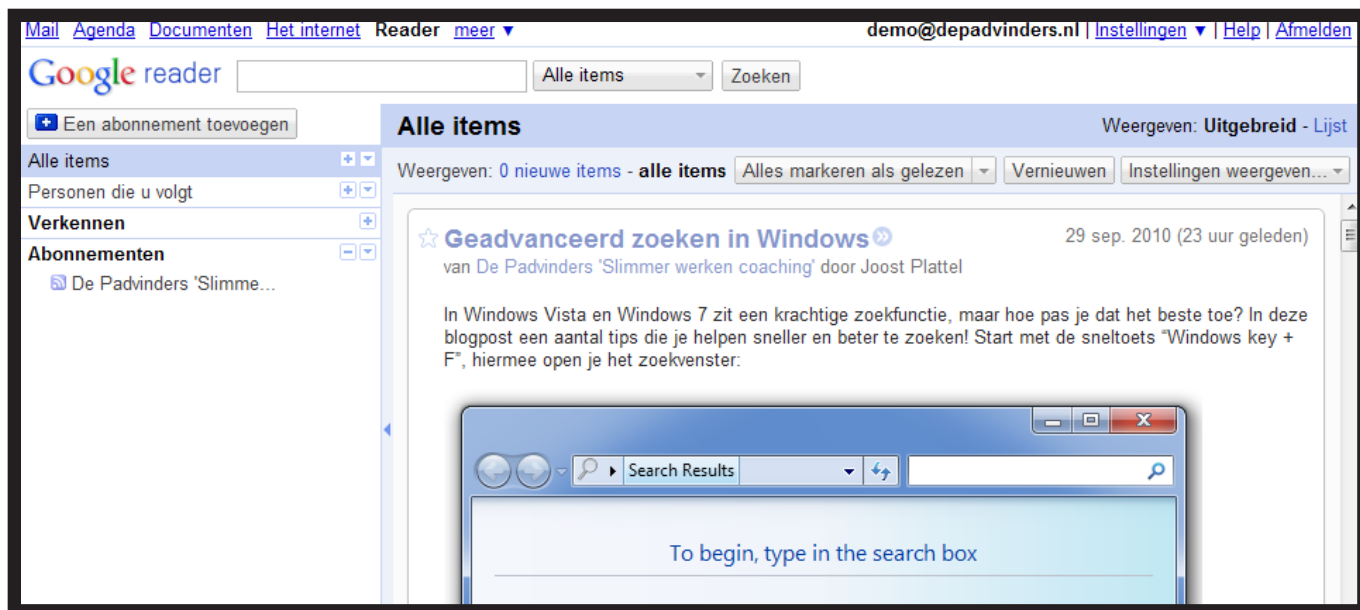 Mail Agenda Documenten Het internet Reader meer ▼ demo@depadvinders.nl | Instellingen ▼ | Help | Afmelden
Google reader Alle items Zoeken
Een abonnement toevoegen
Alle items
Personen die u volgt
Verkennen
Abonnementen
De Padvinders 'Slimme...
Alle items Weergeven: Uitgebreid - Lijst
Weergeven: 0 nieuwe items - alle items Alles markeren als gelezen Vernieuwen Instellingen weergeven...
Geadvanceerd zoeken in Windows 29 sep. 2010 (23 uur geleden)
van De Padvinders 'Slimmer werken coaching' door Joost Plattel
In Windows Vista en Windows 7 zit een krachtige zoekfunctie, maar hoe pas je dat het beste toe? In deze
blogpost een aantal tips die je helpen sneller en beter te zoeken! Start met de sneltoets “Windows key +
F”, hiermee open je het zoekvenster:
Search Results
To begin, type in the search box